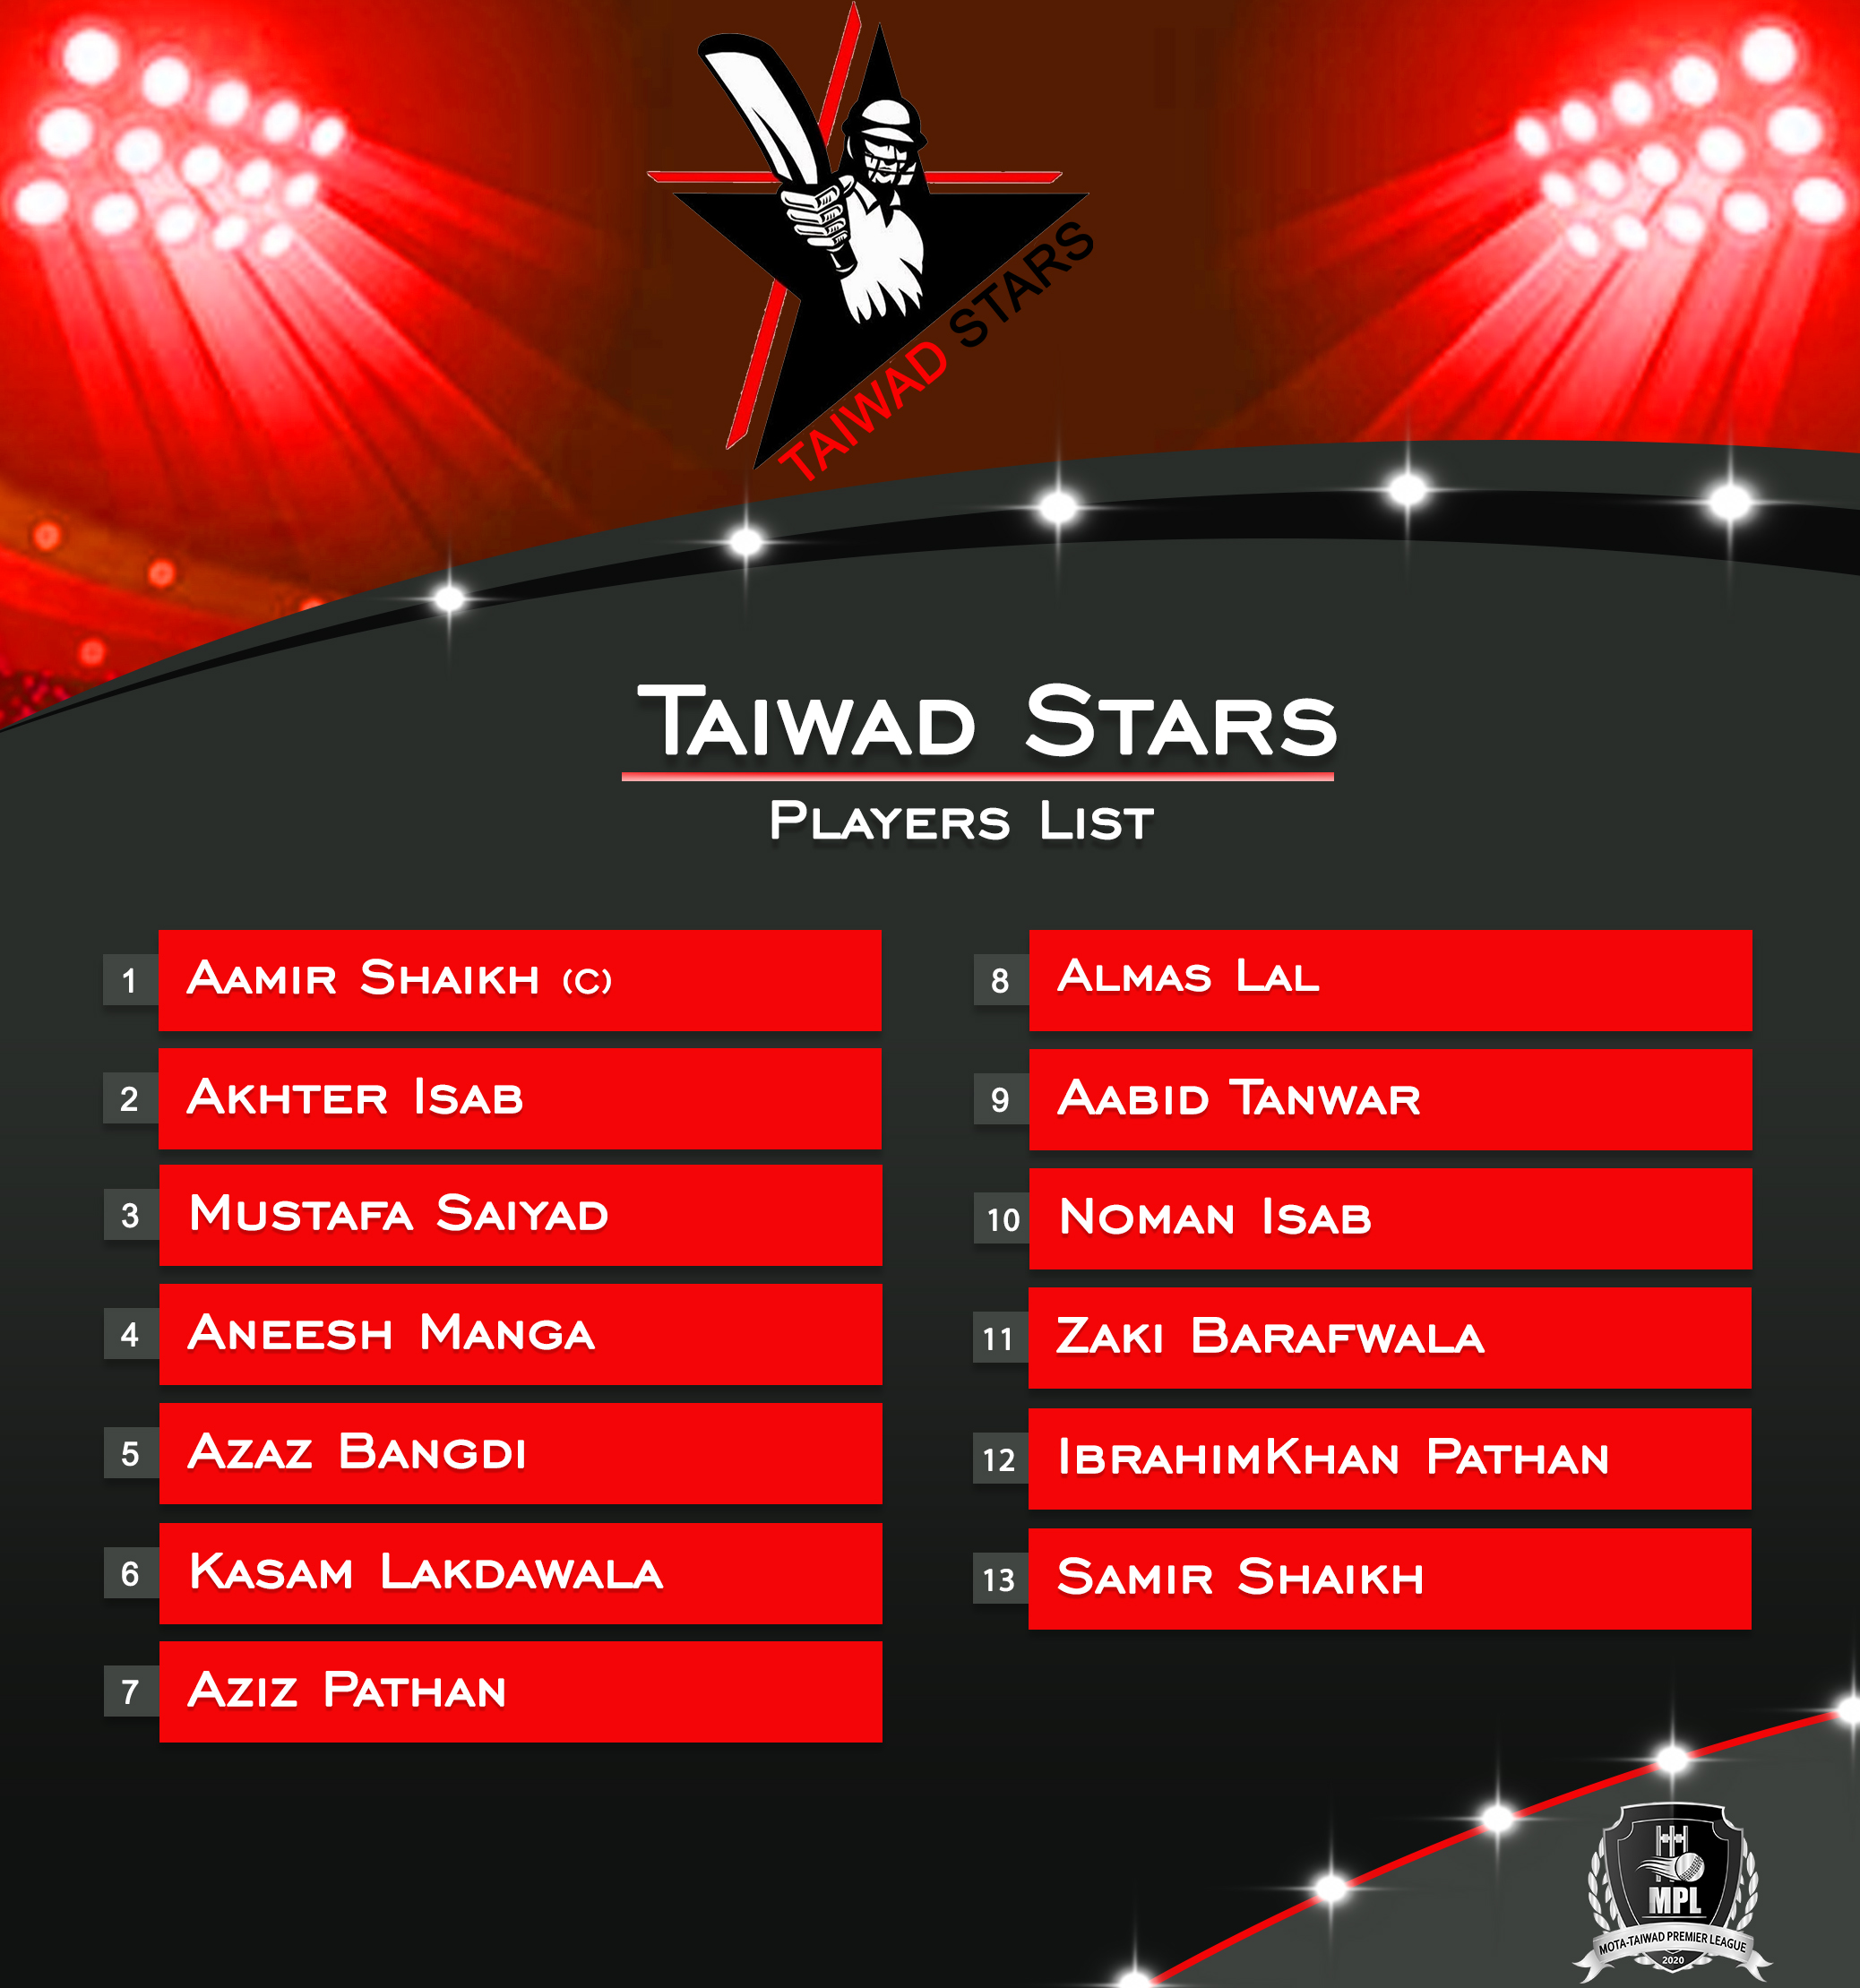 TAIWAD STARS
Taiwad Stars
Players List
1 Aamir Shaikh (C)
2 Akhter Isab
3 Mustafa Saiyad
4 Aneesh Manga
5 Azaz Bangdi
6 Kasam Lakdawala
7 Aziz Pathan
8 Almas Lal
9 Aabid Tanwar
10 Noman Isab
11 Zaki Barafwala
12 IbrahimKhan Pathan
13 Samir Shaikh
MPL
MOTA-TAIWAD PREMIER LEAGUE
2020